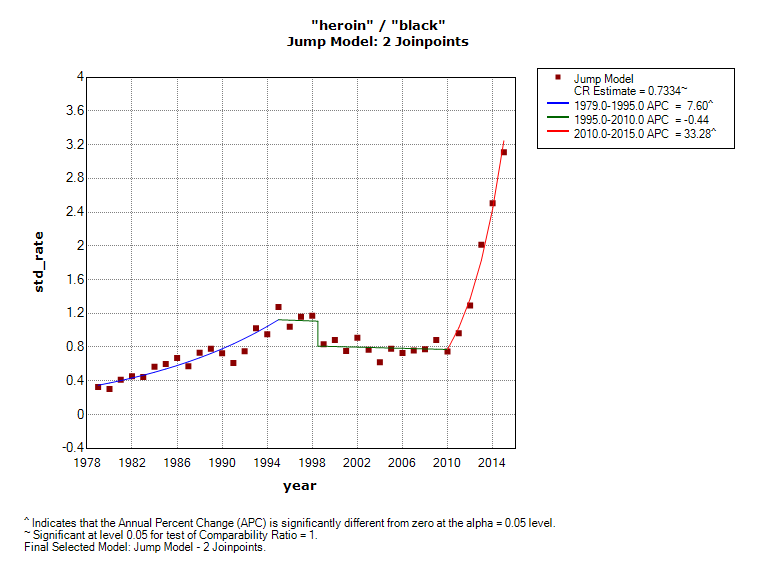 "heroin" / "black"
Jump Model: 2 Joinpoints
Jump Model
CR Estimate = 0.7334~
1979.0-1995.0 APC = 7.60^
1995.0-2010.0 APC = -0.44
2010.0-2015.0 APC = 33.28^
std_rate
4
3.6
3.2
2.8
2.4
2
1.6
1.2
0.8
0.4
0
-0.4
1978 1982 1986 1990 1994 1998 2002 2006 2010 2014
year
^ Indicates that the Annual Percent Change (APC) is significantly different from zero at the alpha = 0.05 level.
~ Significant at level 0.05 for test of Comparability Ratio = 1.
Final Selected Model: Jump Model - 2 Joinpoints.